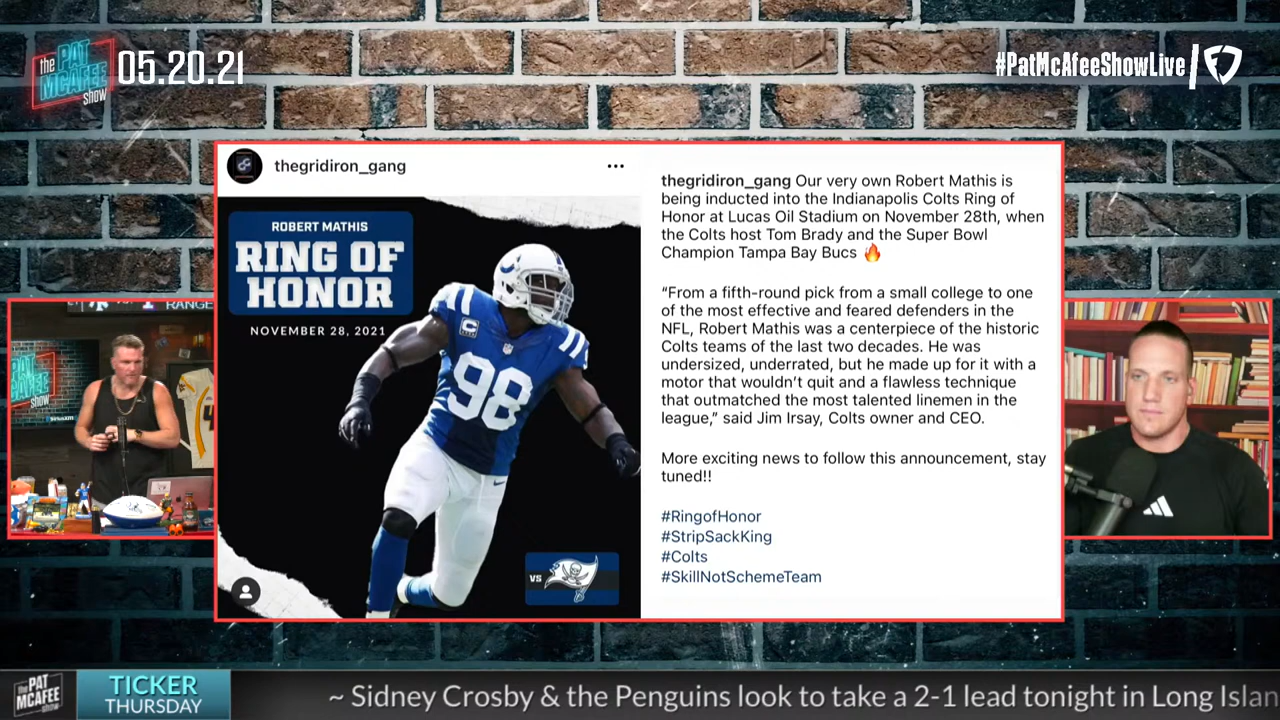 the
PAT
MCAFEE
show
05.20.21
#PatMcAfeeShowLive
thegridiron_gang
ROBERT MATHIS
RING OF
HONOR
NOVEMBER 28, 2021
98
C
VS
thegridiron_gang Our very own Robert Mathis is
being inducted into the Indianapolis Colts Ring of
Honor at Lucas Oil Stadium on November 28th, when
the Colts host Tom Brady and the Super Bowl
Champion Tampa Bay Bucs 🔥
“From a fifth-round pick from a small college to one
of the most effective and feared defenders in the
NFL, Robert Mathis was a centerpiece of the historic
Colts teams of the last two decades. He was
undersized, underrated, but he made up for it with a
motor that wouldn’t quit and a flawless technique
that outmatched the most talented linemen in the
league,” said Jim Irsay, Colts owner and CEO.
More exciting news to follow this announcement, stay
tuned!!
#RingofHonor
#StripSackKing
#Colts
#SkillNotSchemeTeam
RANGE
PAT
MCAFEE
show
the
PAT
MCAFEE
show
TICKER
THURSDAY
~ Sidney Crosby & the Penguins look to take a 2-1 lead tonight in Long Islan